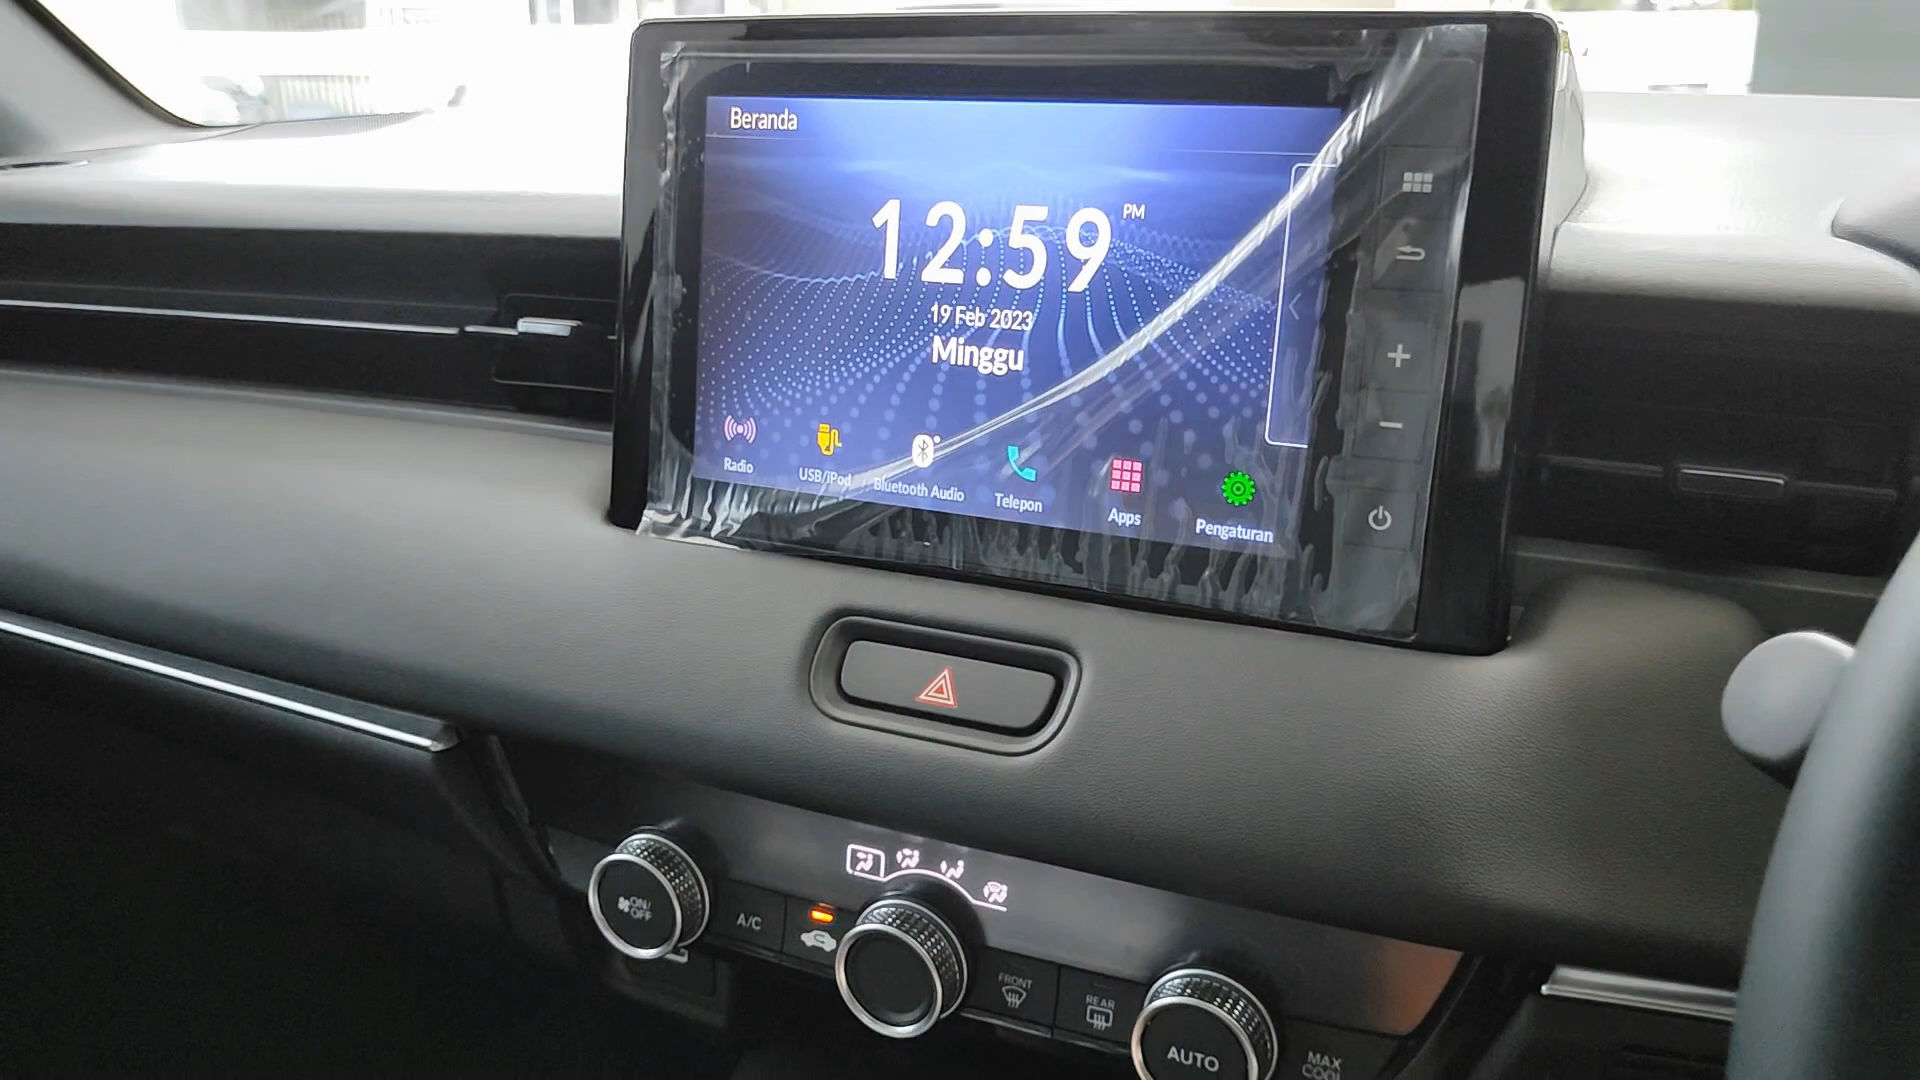 Beranda
12:59 PM
19 Feb 2023
Minggu
Radio
USB/iPod
Bluetooth Audio
Telepon
Apps
Pengaturan
ON/
OFF
A/C
FRONT
REAR
AUTO
MAX
COOL